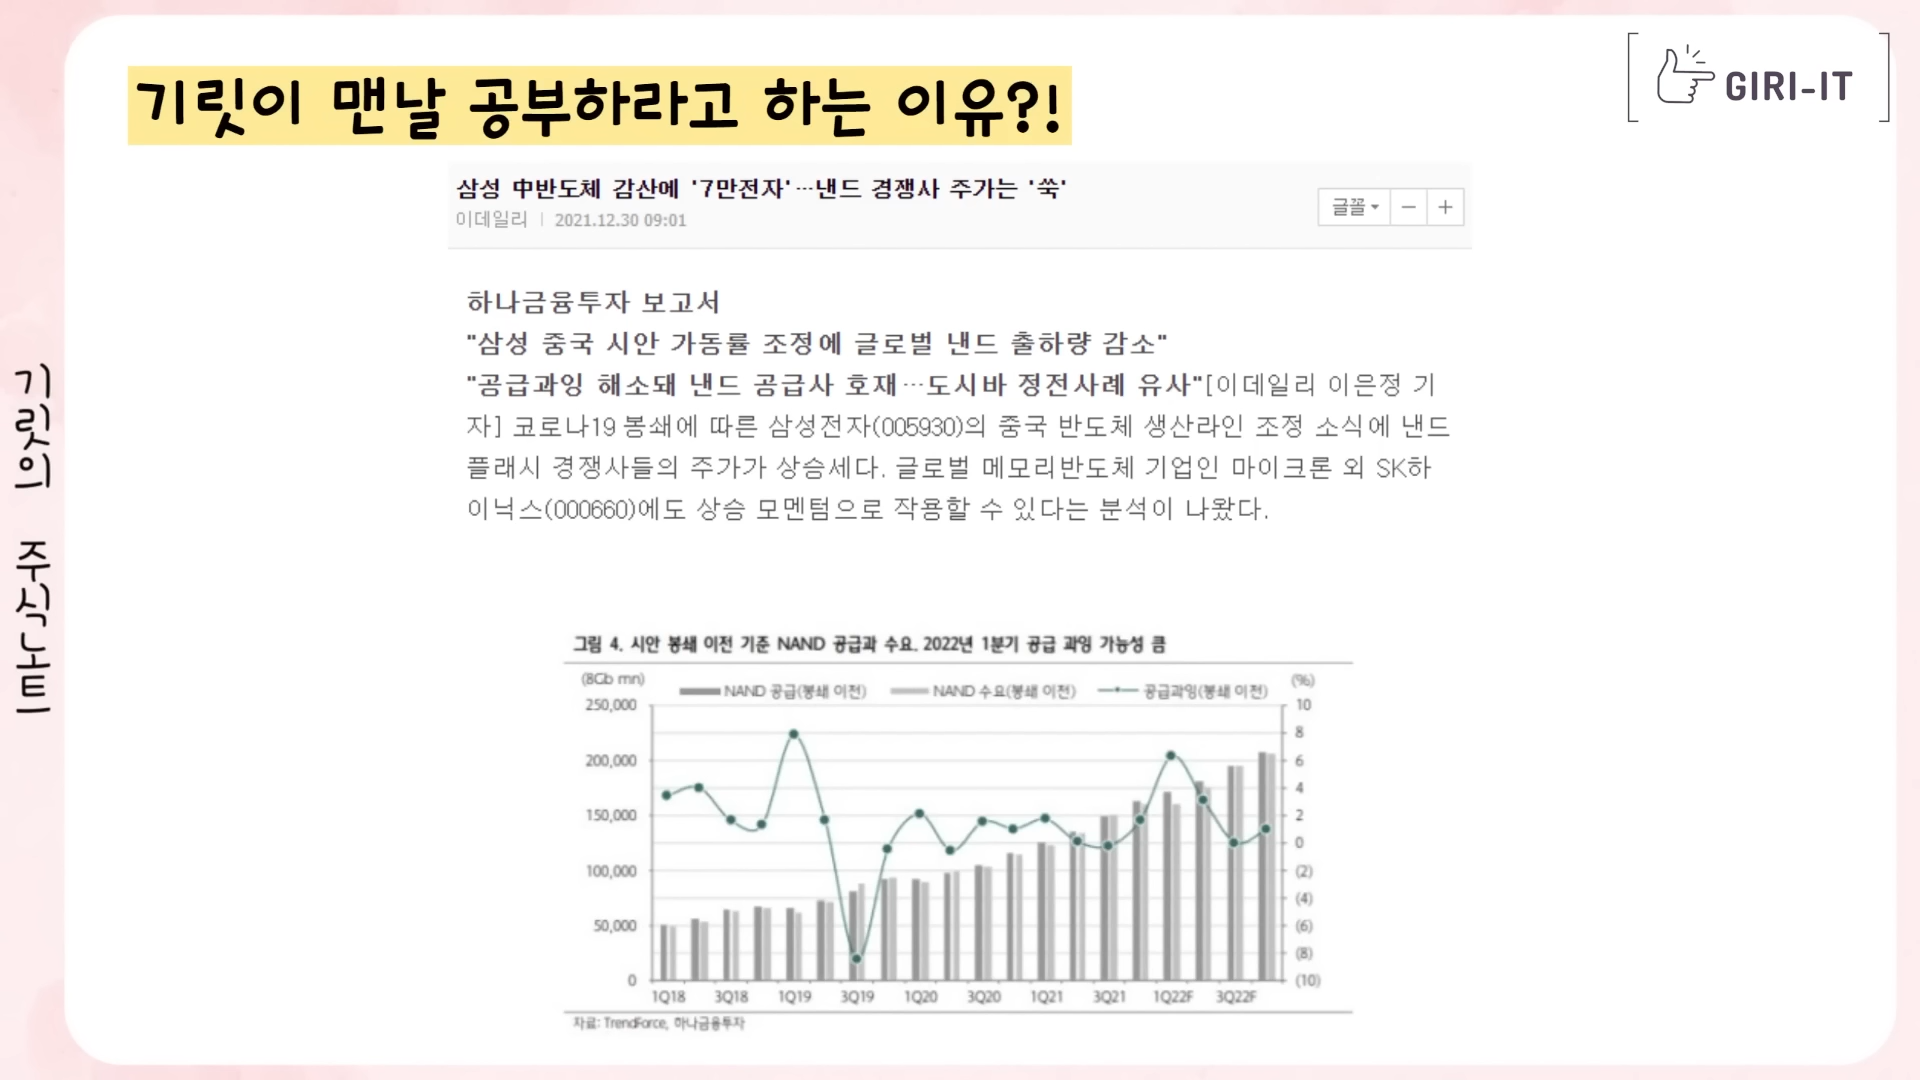 기릿이 맨날 공부하라고 하는 이유?!
GIRI-IT
기릿의 주식노트
삼성 中반도체 감산에 '7만전자'…낸드 경쟁사 주가는 '쑥'
이데일리 | 2021.12.30 09:01
글꼴 ▾ − +
하나금융투자 보고서
"삼성 중국 시안 가동률 조정에 글로벌 낸드 출하량 감소"
"공급과잉 해소돼 낸드 공급사 호재…도시바 정전사례 유사"[이데일리 이은정 기
자] 코로나19 봉쇄에 따른 삼성전자(005930)의 중국 반도체 생산라인 조정 소식에 낸드
플래시 경쟁사들의 주가가 상승세다. 글로벌 메모리반도체 기업인 마이크론 외 SK하
이닉스(000660)에도 상승 모멘텀으로 작용할 수 있다는 분석이 나왔다.
그림 4. 시안 봉쇄 이전 기준 NAND 공급과 수요. 2022년 1분기 공급 과잉 가능성 큼
(8Gb mn) NAND 공급(봉쇄 이전) NAND 수요(봉쇄 이전) 공급과잉(봉쇄 이전) (%)
250,000 10
8
200,000 6
4
150,000 2
0
100,000 (2)
(4)
50,000 (6)
(8)
0 (10)
1Q18 3Q18 1Q19 3Q19 1Q20 3Q20 1Q21 3Q21 1Q22F 3Q22F
자료: TrendForce, 하나금융투자